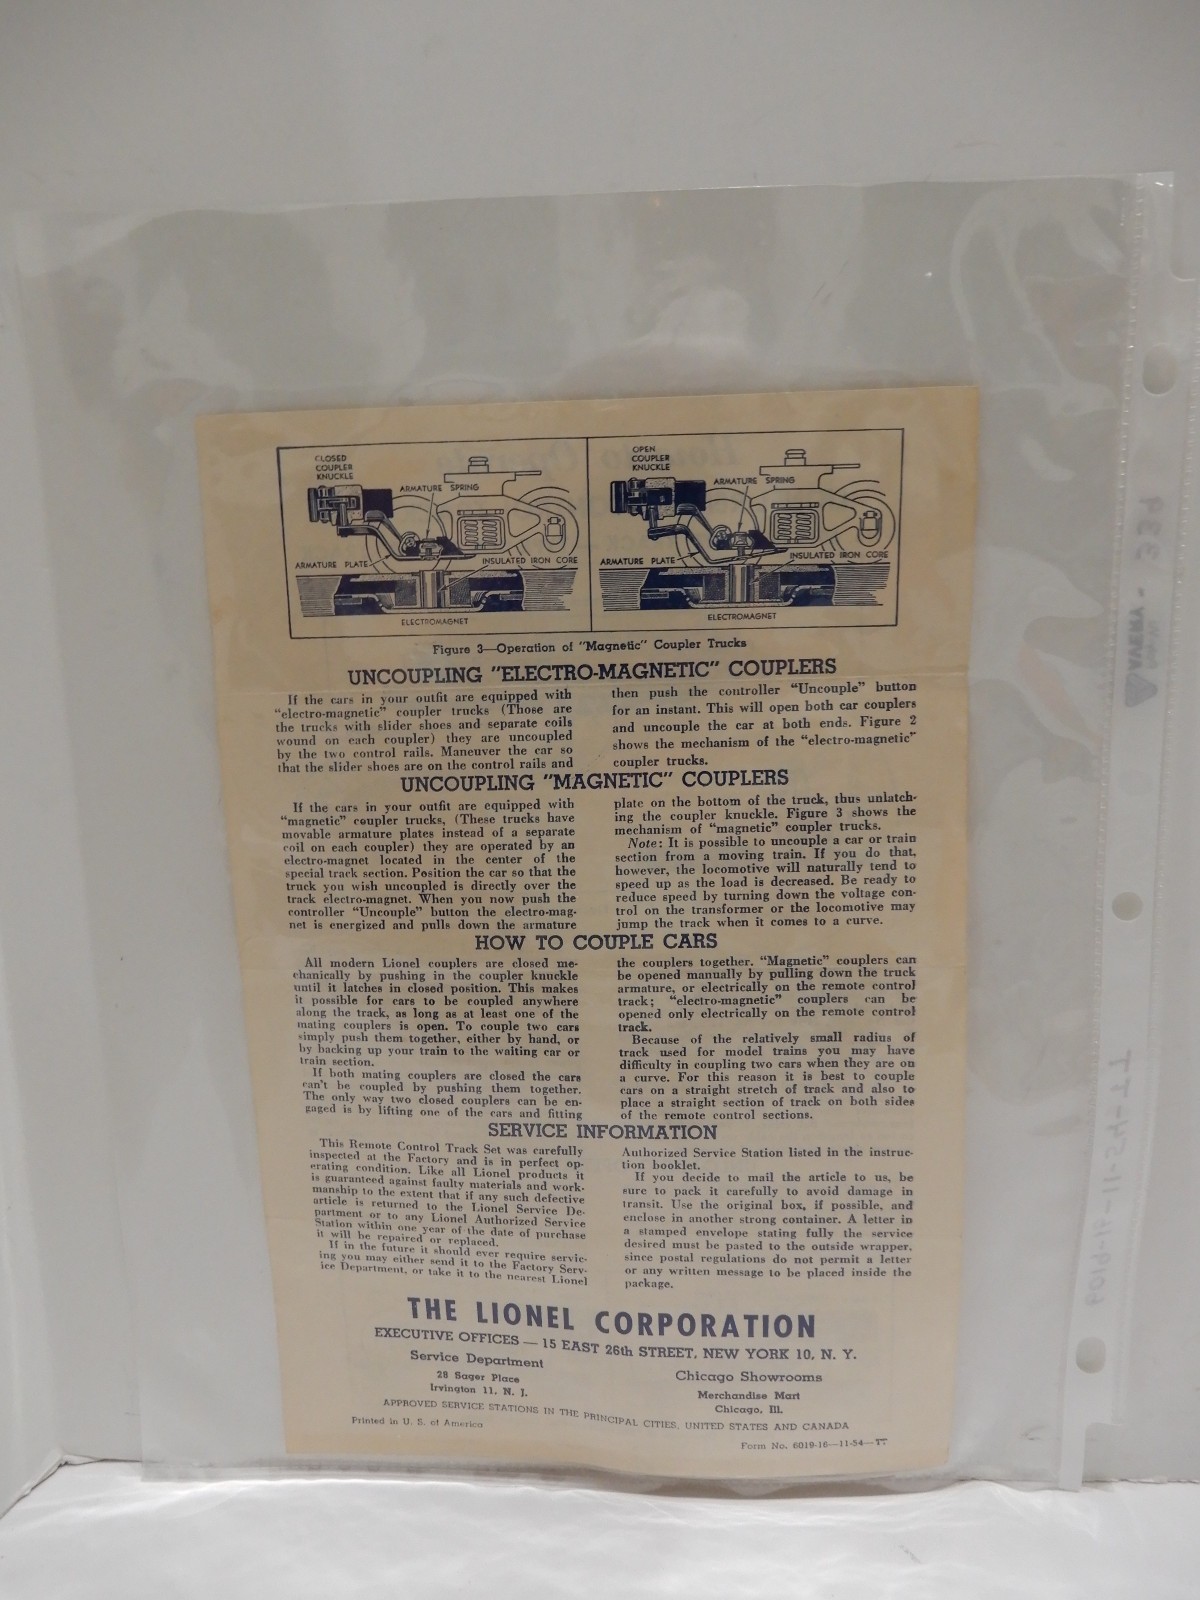 CLOSED
COUPLER
KNUCKLE
ARMATURE SPRING
ARMATURE PLATE
INSULATED IRON CORE
ELECTROMAGNET
OPEN
COUPLER
KNUCKLE
ARMATURE SPRING
ARMATURE PLATE
INSULATED IRON CORE
ELECTROMAGNET
Figure 3—Operation of "Magnetic" Coupler Trucks
UNCOUPLING "ELECTRO-MAGNETIC" COUPLERS
If the cars in your outfit are equipped with
"electro-magnetic" coupler trucks (Those are
the trucks with slider shoes and separate coils
wound on each coupler) they are uncoupled
by the two control rails. Maneuver the car so
that the slider shoes are on the control rails and
then push the controller "Uncouple" button
for an instant. This will open both car couplers
and uncouple the car at both ends. Figure 2
shows the mechanism of the "electro-magnetic"
coupler trucks.
UNCOUPLING "MAGNETIC" COUPLERS
If the cars in your outfit are equipped with
"magnetic" coupler trucks, (These trucks have
movable armature plates instead of a separate
coil on each coupler) they are operated by an
electro-magnet located in the center of the
special track section. Position the car so that the
truck you wish uncoupled is directly over the
track electro-magnet. When you now push the
controller "Uncouple" button the electro-mag-
net is energized and pulls down the armature
plate on the bottom of the truck, thus unlatch-
ing the coupler knuckle. Figure 3 shows the
mechanism of "magnetic" coupler trucks.
Note: It is possible to uncouple a car or train
section from a moving train. If you do that,
however, the locomotive will naturally tend to
speed up as the load is decreased. Be ready to
reduce speed by turning down the voltage con-
trol on the transformer or the locomotive may
jump the track when it comes to a curve.
HOW TO COUPLE CARS
All modern Lionel couplers are closed me-
chanically by pushing in the coupler knuckle
until it latches in closed position. This makes
it possible for cars to be coupled anywhere
along the track, as long as at least one of the
mating couplers is open. To couple two cars
simply push them together, either by hand, or
by backing up your train to the waiting car or
train section.
If both mating couplers are closed the cars
can't be coupled by pushing them together.
The only way two closed couplers can be en-
gaged is by lifting one of the cars and fitting
the couplers together. "Magnetic" couplers can
be opened manually by pulling down the truck
armature, or electrically on the remote control
track; "electro-magnetic" couplers can be
opened only electrically on the remote control
track.
Because of the relatively small radius of
track used for model trains you may have
difficulty in coupling two cars when they are on
a curve. For this reason it is best to couple
cars on a straight stretch of track and also to
place a straight section of track on both sides
of the remote control sections.
SERVICE INFORMATION
This Remote Control Track Set was carefully
inspected at the Factory and is in perfect op-
erating condition. Like all Lionel products it
is guaranteed against faulty materials and work-
manship to the extent that if any such defective
article is returned to the Lionel Service De-
partment or to any Lionel Authorized Service
Station within one year of the date of purchase
it will be repaired or replaced.
If in the future it should ever require servic-
ing you may either send it to the Factory Serv-
ice Department, or take it to the nearest Lionel
Authorized Service Station listed in the instruc-
tion booklet.
If you decide to mail the article to us, be
sure to pack it carefully to avoid damage in
transit. Use the original box, if possible, and
enclose in another strong container. A letter in
a stamped envelope stating fully the service
desired must be pasted to the outside wrapper,
since postal regulations do not permit a letter
or any written message to be placed inside the
package.
THE LIONEL CORPORATION
EXECUTIVE OFFICES — 15 EAST 26th STREET, NEW YORK 10, N. Y.
Service Department
28 Sager Place
Irvington 11, N. J.
Chicago Showrooms
Merchandise Mart
Chicago, Ill.
APPROVED SERVICE STATIONS IN THE PRINCIPAL CITIES, UNITED STATES AND CANADA
Printed in U. S. of America
Form No. 6019-16—11-54—TT
AVERY
6019-16-11-54-TT